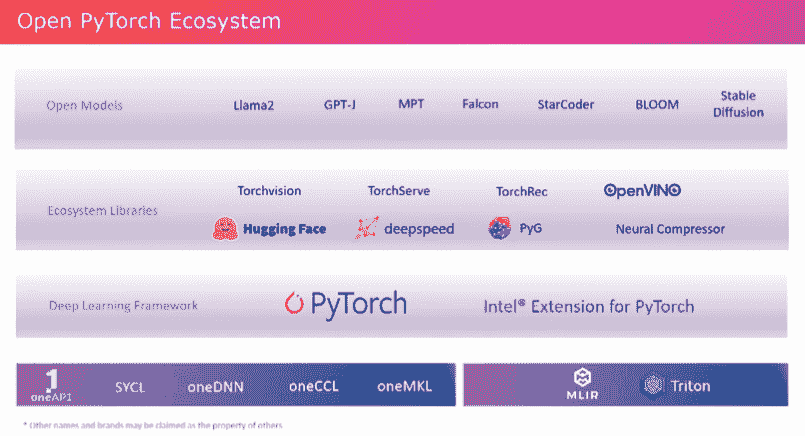 Open PyTorch Ecosystem
Open Models
Llama2
GPT-J
MPT
Falcon
StarCoder
BLOOM
Stable
Diffusion
Ecosystem Libraries
Torchvision
TorchServe
TorchRec
OpenVINO
Hugging Face
deepspeed
PyG
Neural Compressor
Deep Learning Framework
PyTorch
Intel® Extension for PyTorch
1
oneAPI
SYCL
oneDNN
oneCCL
oneMKL
MLIR
Triton
* Other names and brands may be claimed as the property of others